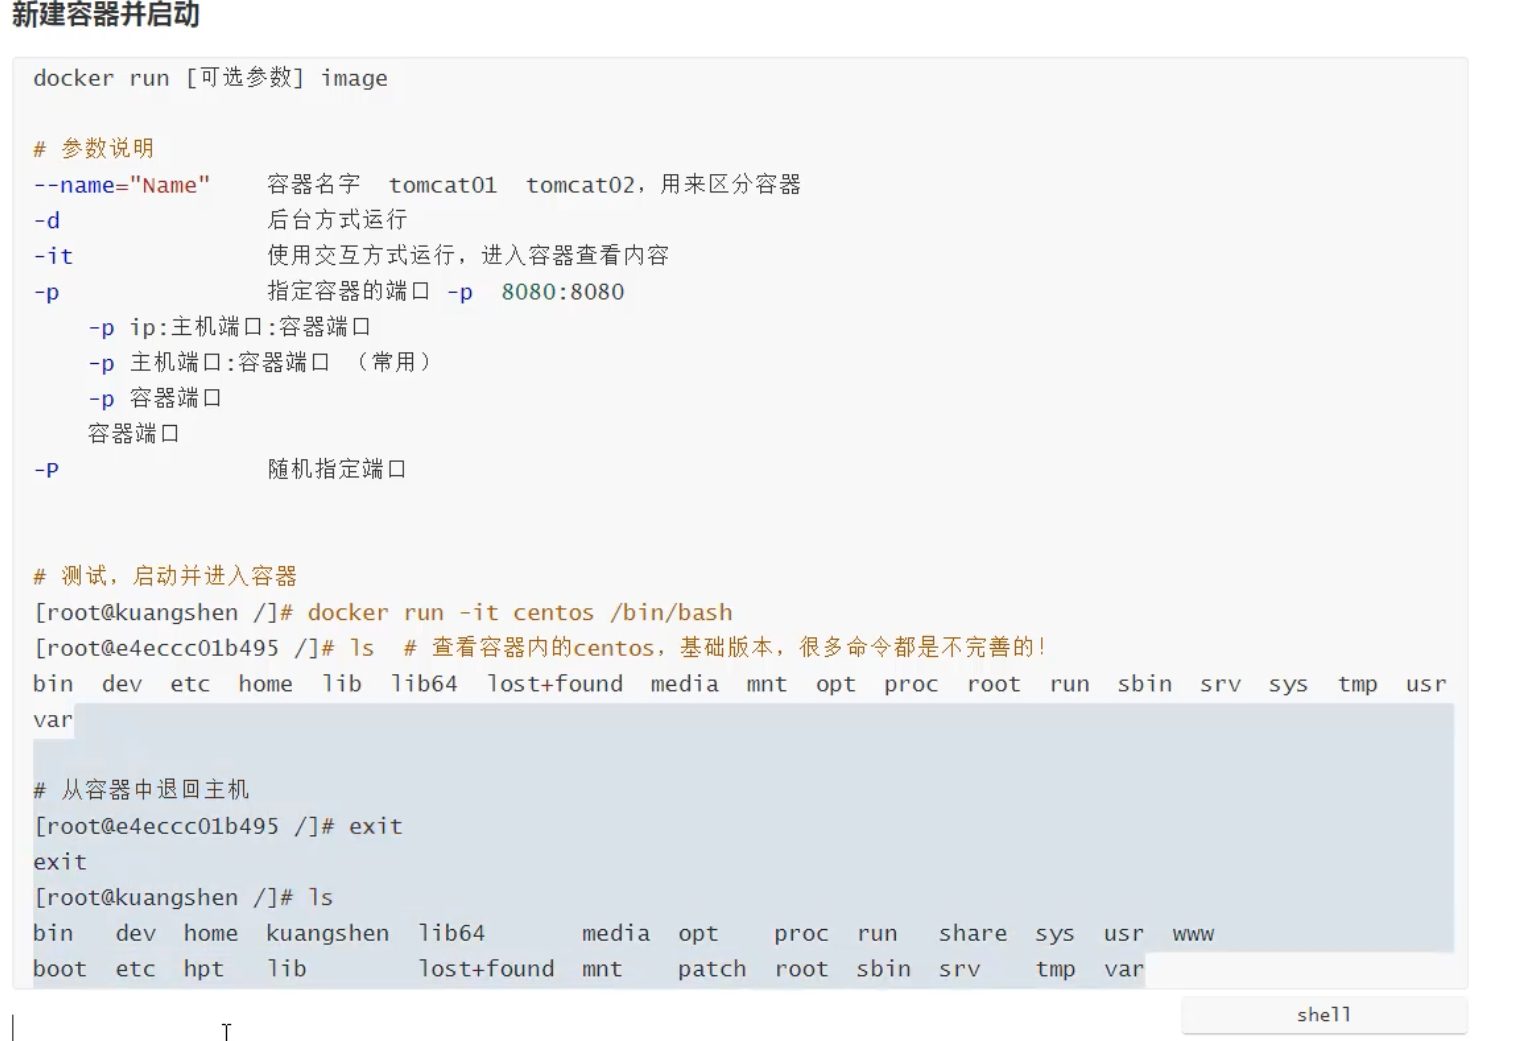 新建容器并启动
docker run [可选参数] image
# 参数说明
--name="Name"    容器名字  tomcat01  tomcat02，用来区分容器
-d               后台方式运行
-it              使用交互方式运行，进入容器查看内容
-p               指定容器的端口 -p  8080:8080
    -p ip:主机端口:容器端口
    -p 主机端口:容器端口 （常用）
    -p 容器端口
    容器端口
-P               随机指定端口
# 测试，启动并进入容器
[root@kuangshen /]# docker run -it centos /bin/bash
[root@e4eccc01b495 /]# ls  # 查看容器内的centos，基础版本，很多命令都是不完善的！
bin  dev  etc  home  lib  lib64  lost+found  media  mnt  opt  proc  root  run  sbin  srv  sys  tmp  usr
var
# 从容器中退回主机
[root@e4eccc01b495 /]# exit
exit
[root@kuangshen /]# ls
bin   dev  home  kuangshen  lib64       media  opt    proc  run   share  sys  usr  www
boot  etc  hpt   lib        lost+found  mnt    patch  root  sbin  srv    tmp  var
shell